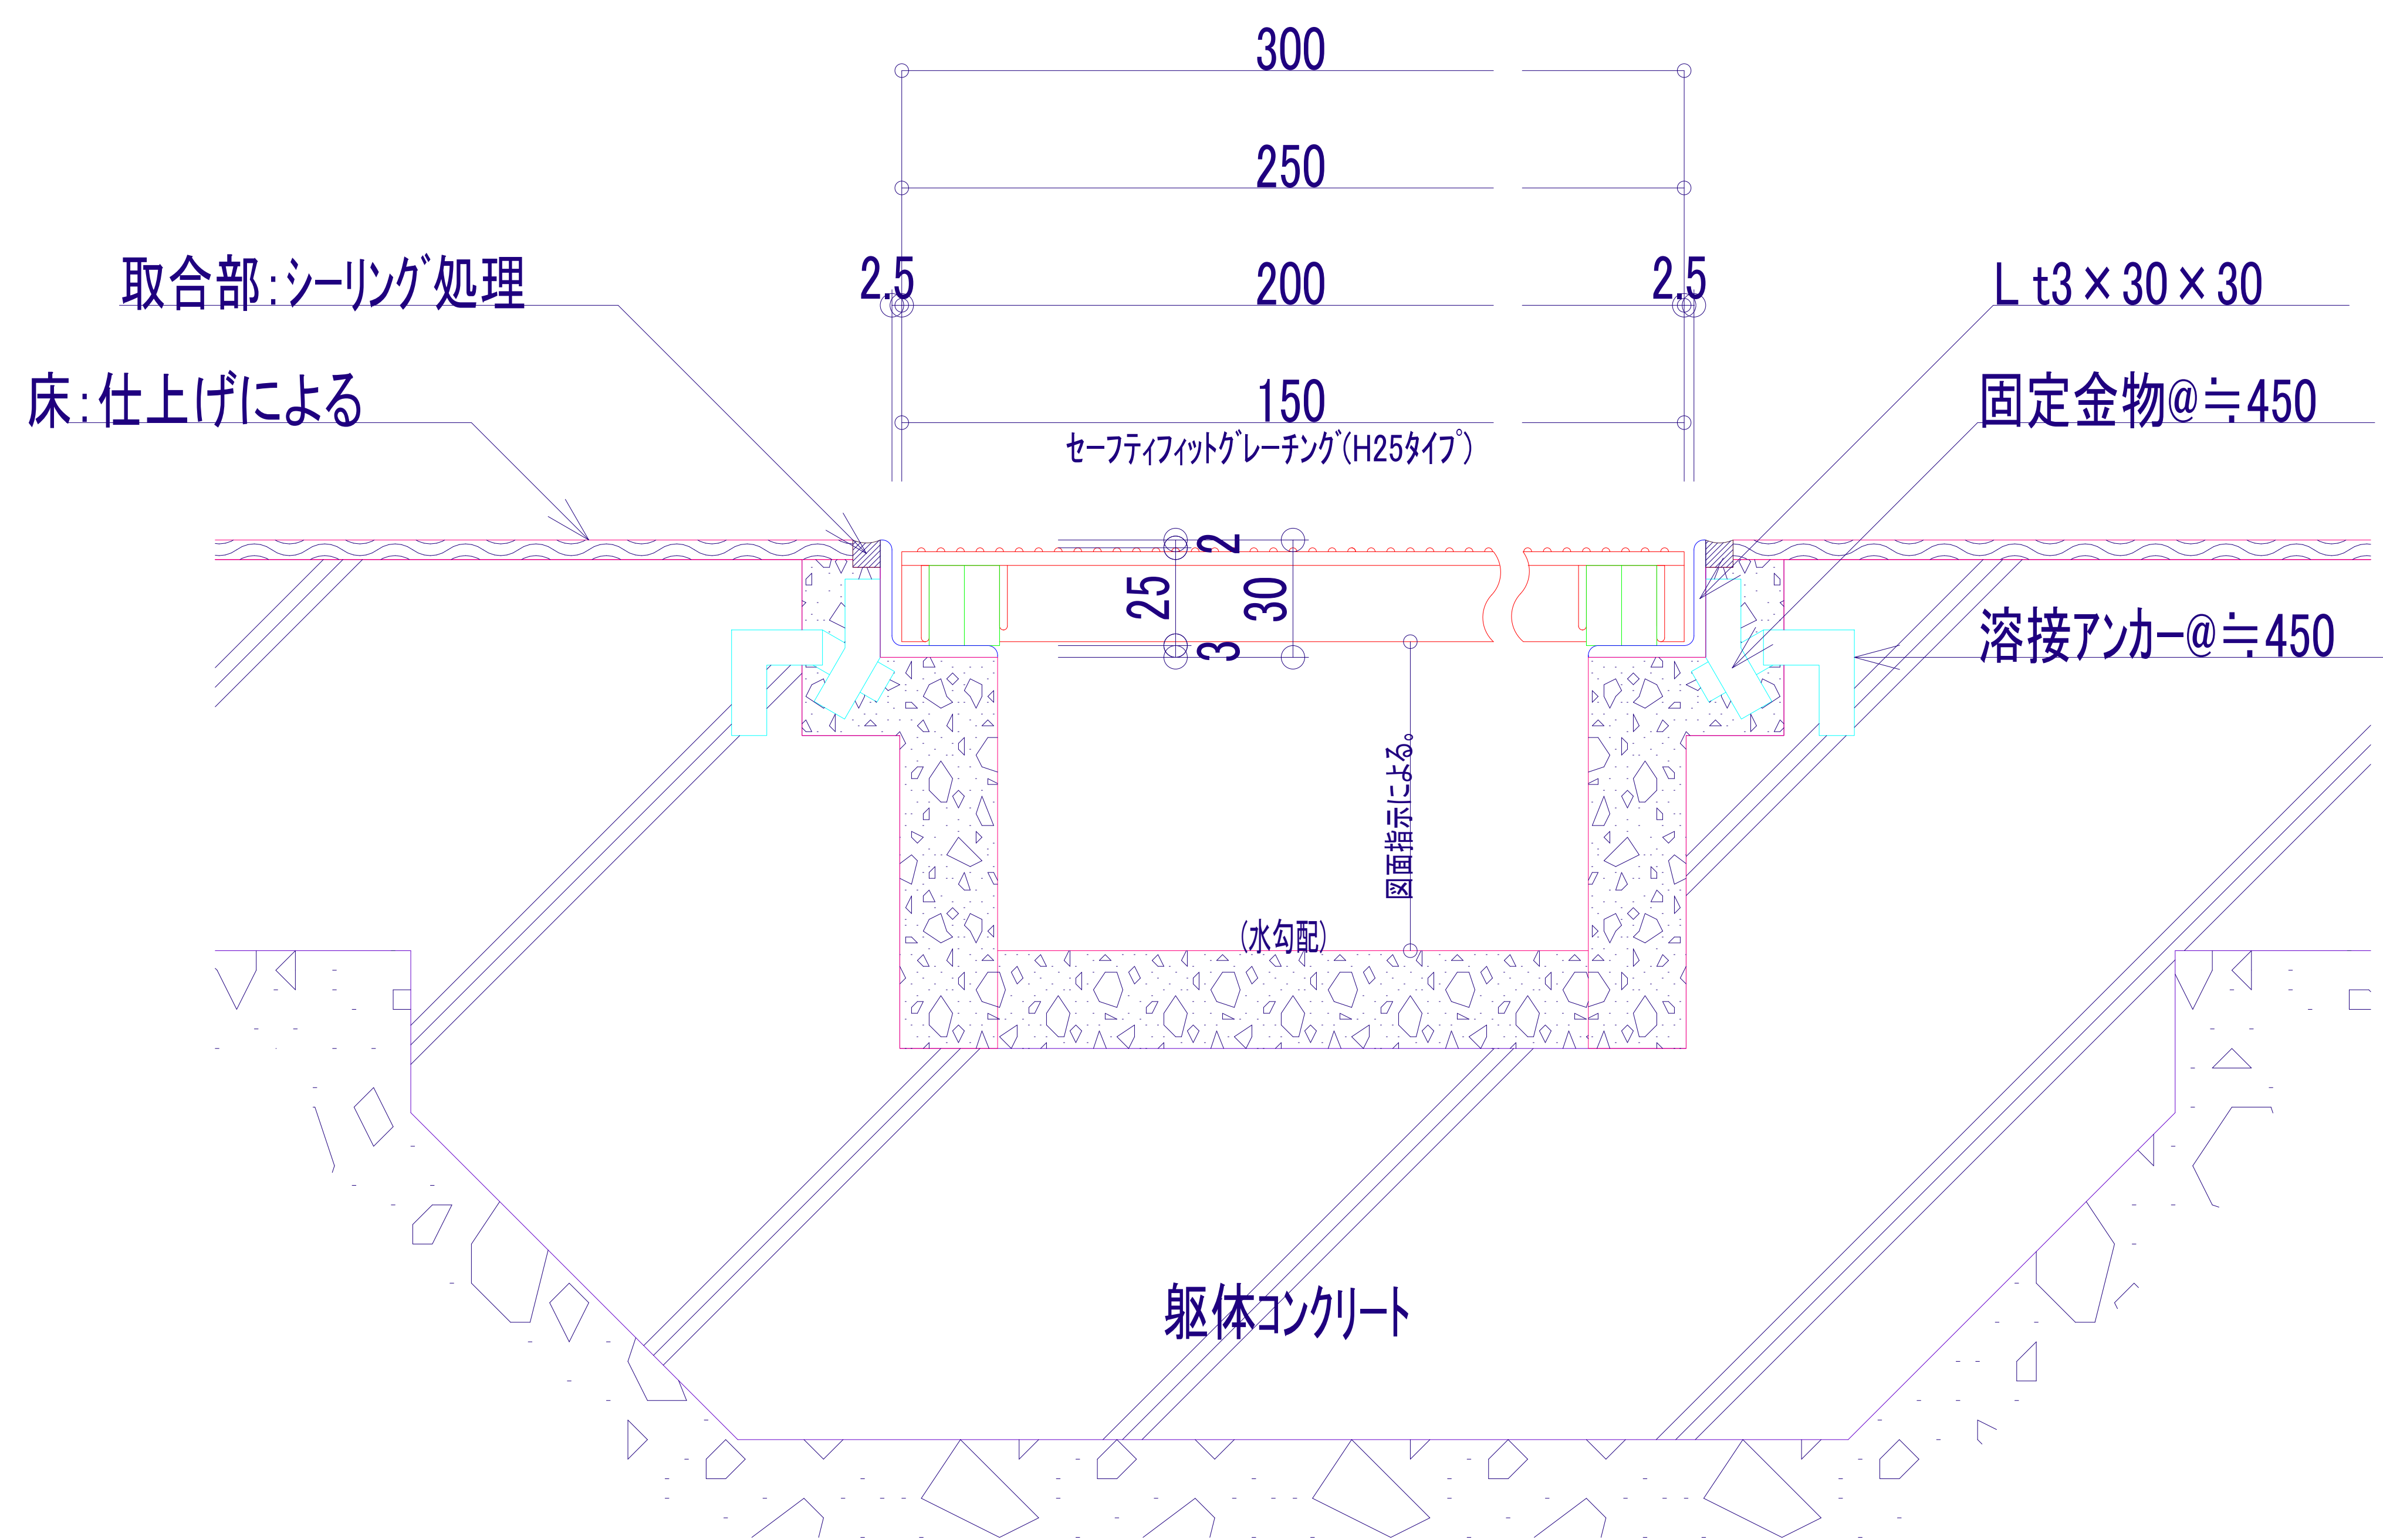 300
250
取合部:シーリング処理
2.5
200
2.5
L t3×30×30
床:仕上げによる
150
固定金物@≒450
セーフティフィットグレーチング(H25タイプ)
2
25
30
3
溶接アンカー@≒450
図面指示による。
(水勾配)
躯体コンクリート